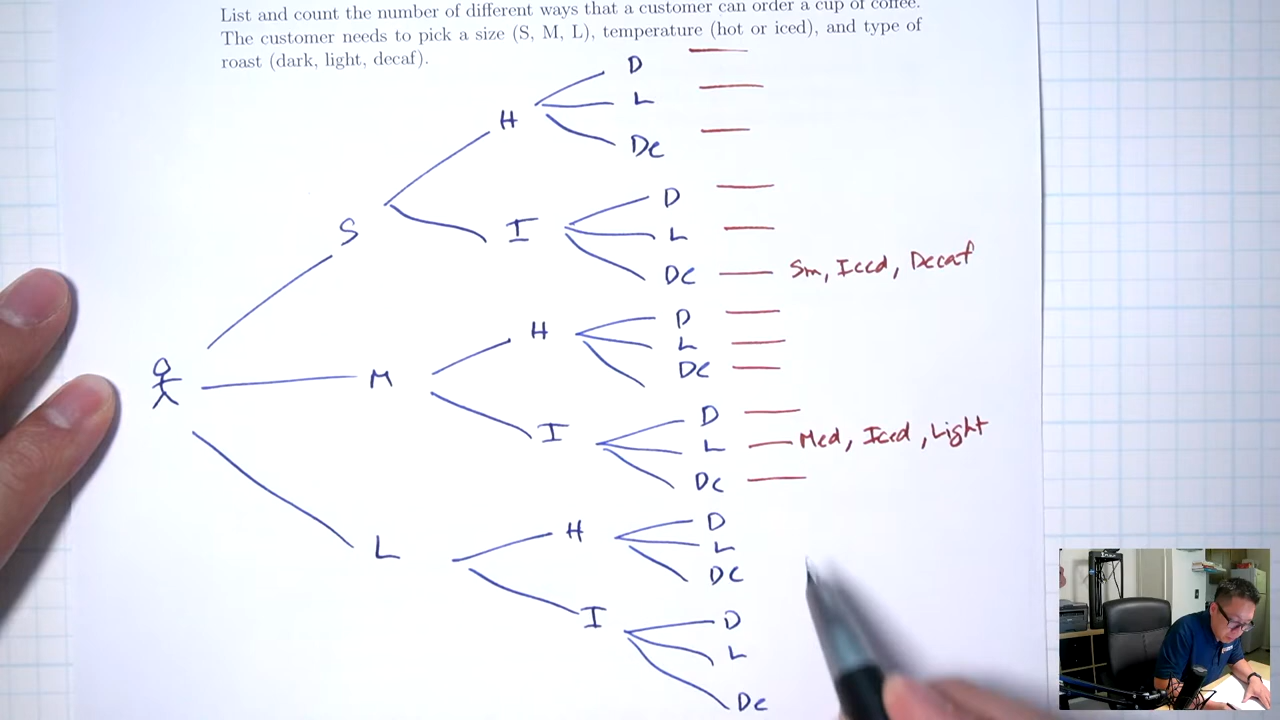 List and count the number of different ways that a customer can order a cup of coffee.
The customer needs to pick a size (S, M, L), temperature (hot or iced), and type of
roast (dark, light, decaf).
D
H
L
DC
S
D
I
L
DC
Sm, Iced, Decaf
D
H
L
DC
M
D
I
L
Med, Iced, Light
DC
D
H
L
L
DC
D
I
L
DC